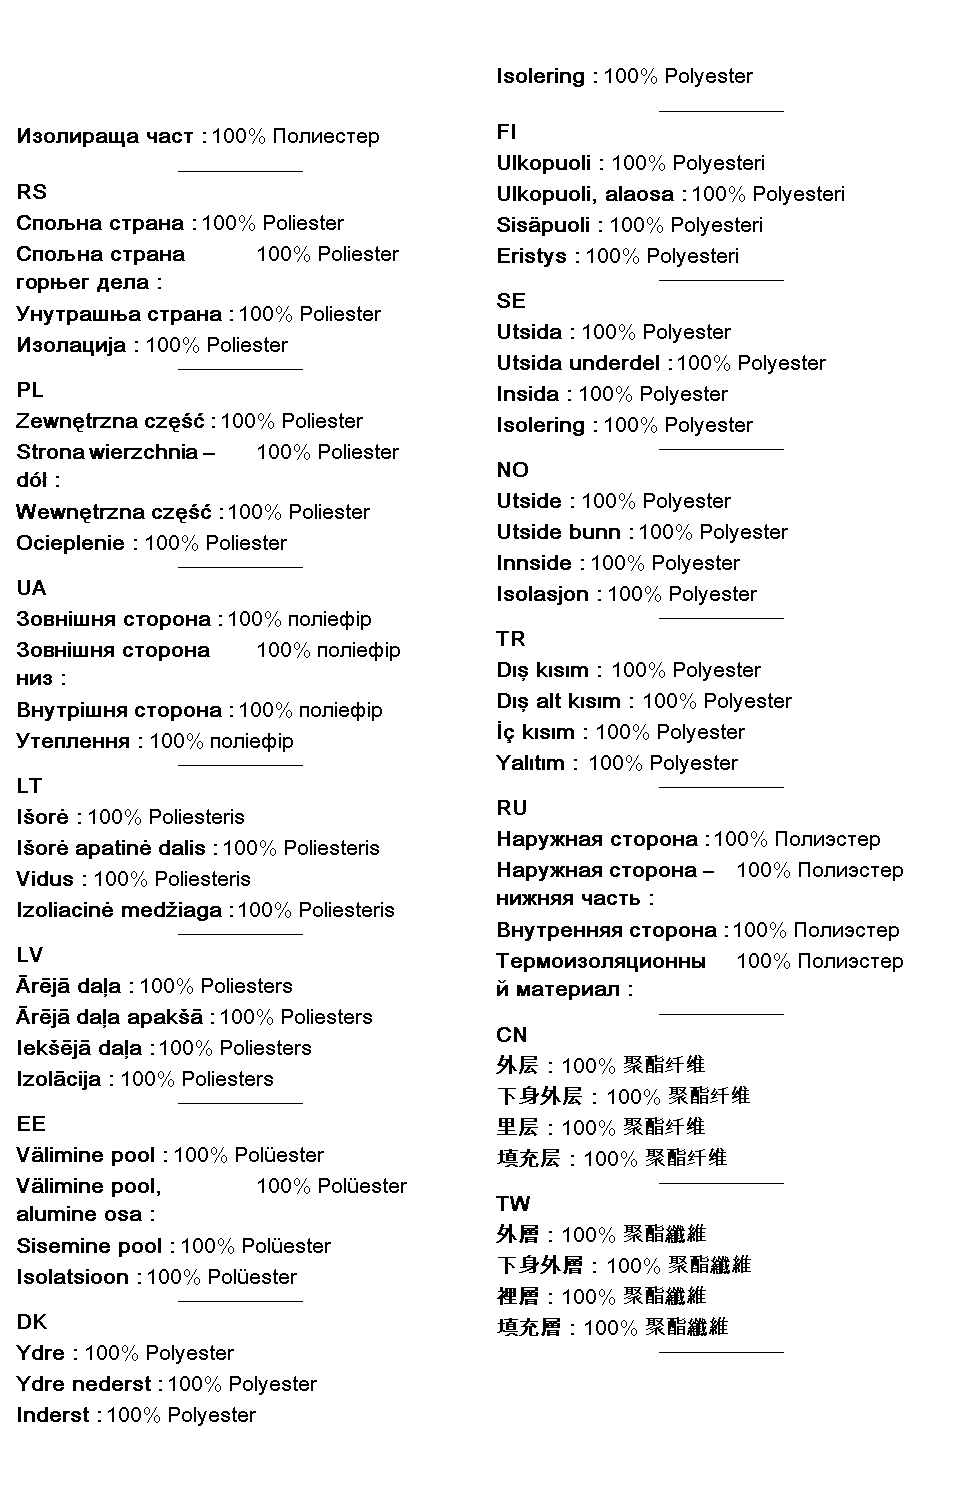 Изолираща част : 100% Полиестер
RS
Спољна страна : 100% Poliester
Спољна страна 100% Poliester
горњег дела :
Унутрашња страна : 100% Poliester
Изолација : 100% Poliester
PL
Zewnętrzna część : 100% Poliester
Strona wierzchnia – 100% Poliester
dół :
Wewnętrzna część : 100% Poliester
Ocieplenie : 100% Poliester
UA
Зовнішня сторона : 100% поліефір
Зовнішня сторона 100% поліефір
низ :
Внутрішня сторона : 100% поліефір
Утеплення : 100% поліефір
LT
Išorė : 100% Poliesteris
Išorė apatinė dalis : 100% Poliesteris
Vidus : 100% Poliesteris
Izoliacinė medžiaga : 100% Poliesteris
LV
Ārējā daļa : 100% Poliesters
Ārējā daļa apakšā : 100% Poliesters
Iekšējā daļa : 100% Poliesters
Izolācija : 100% Poliesters
EE
Välimine pool : 100% Polüester
Välimine pool, 100% Polüester
alumine osa :
Sisemine pool : 100% Polüester
Isolatsioon : 100% Polüester
DK
Ydre : 100% Polyester
Ydre nederst : 100% Polyester
Inderst : 100% Polyester
Isolering : 100% Polyester
FI
Ulkopuoli : 100% Polyesteri
Ulkopuoli, alaosa : 100% Polyesteri
Sisäpuoli : 100% Polyesteri
Eristys : 100% Polyesteri
SE
Utsida : 100% Polyester
Utsida underdel : 100% Polyester
Insida : 100% Polyester
Isolering : 100% Polyester
NO
Utside : 100% Polyester
Utside bunn : 100% Polyester
Innside : 100% Polyester
Isolasjon : 100% Polyester
TR
Dış kısım : 100% Polyester
Dış alt kısım : 100% Polyester
İç kısım : 100% Polyester
Yalıtım : 100% Polyester
RU
Наружная сторона : 100% Полиэстер
Наружная сторона – 100% Полиэстер
нижняя часть :
Внутренняя сторона : 100% Полиэстер
Термоизоляционны 100% Полиэстер
й материал :
CN
外层 : 100% 聚酯纤维
下身外层 : 100% 聚酯纤维
里层 : 100% 聚酯纤维
填充层 : 100% 聚酯纤维
TW
外層 : 100% 聚酯纖維
下身外層 : 100% 聚酯纖維
裡層 : 100% 聚酯纖維
填充層 : 100% 聚酯纖維